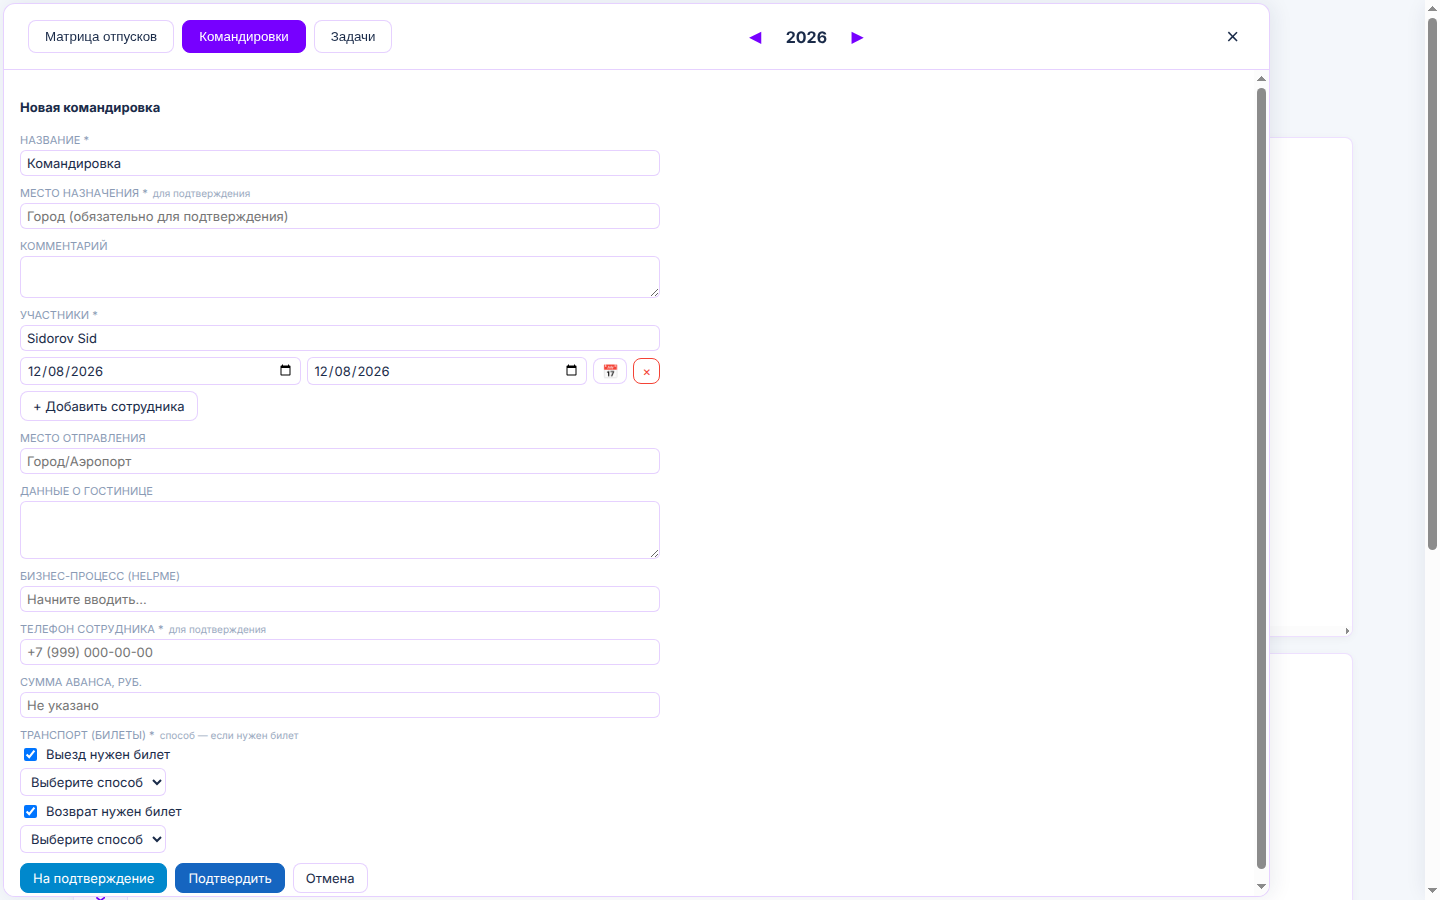 Матрица отпусков
Командировки
Задачи
◀ 2026 ▶
×
Новая командировка
НАЗВАНИЕ *
Командировка
МЕСТО НАЗНАЧЕНИЯ * для подтверждения
Город (обязательно для подтверждения)
КОММЕНТАРИЙ
УЧАСТНИКИ *
Sidorov Sid
12/08/2026
12/08/2026
×
+ Добавить сотрудника
МЕСТО ОТПРАВЛЕНИЯ
Город/Аэропорт
ДАННЫЕ О ГОСТИНИЦЕ
БИЗНЕС-ПРОЦЕСС (HELPME)
Начните вводить...
ТЕЛЕФОН СОТРУДНИКА * для подтверждения
+7 (999) 000-00-00
СУММА АВАНСА, РУБ.
Не указано
ТРАНСПОРТ (БИЛЕТЫ) * способ — если нужен билет
Выезд нужен билет
Выберите способ
Возврат нужен билет
Выберите способ
На подтверждение
Подтвердить
Отмена